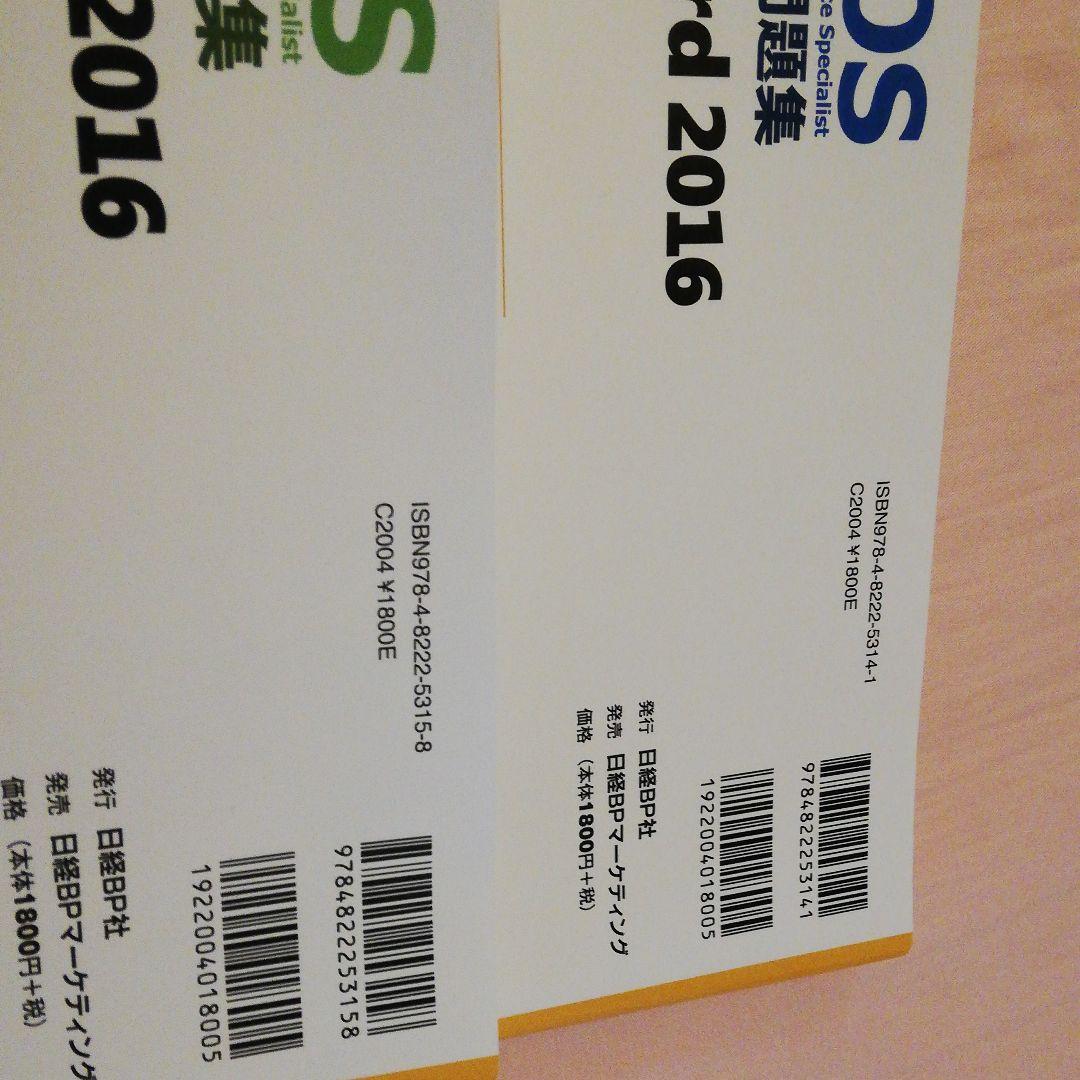 S
alist
集
2016
ISBN978-4-8222-5315-8
C2004 ¥1800E
発行 日経BP社
発売 日経BPマーケティング
価格(本体1800円+税)
9784822253158
1922004018005
OS
ce Specialist
問題集
rd 2016
ISBN978-4-8222-5314-1
C2004 ¥1800E
発行 日経BP社
発売 日経BPマーケティング
価格(本体1800円+税)
9784822253141
1922004018005